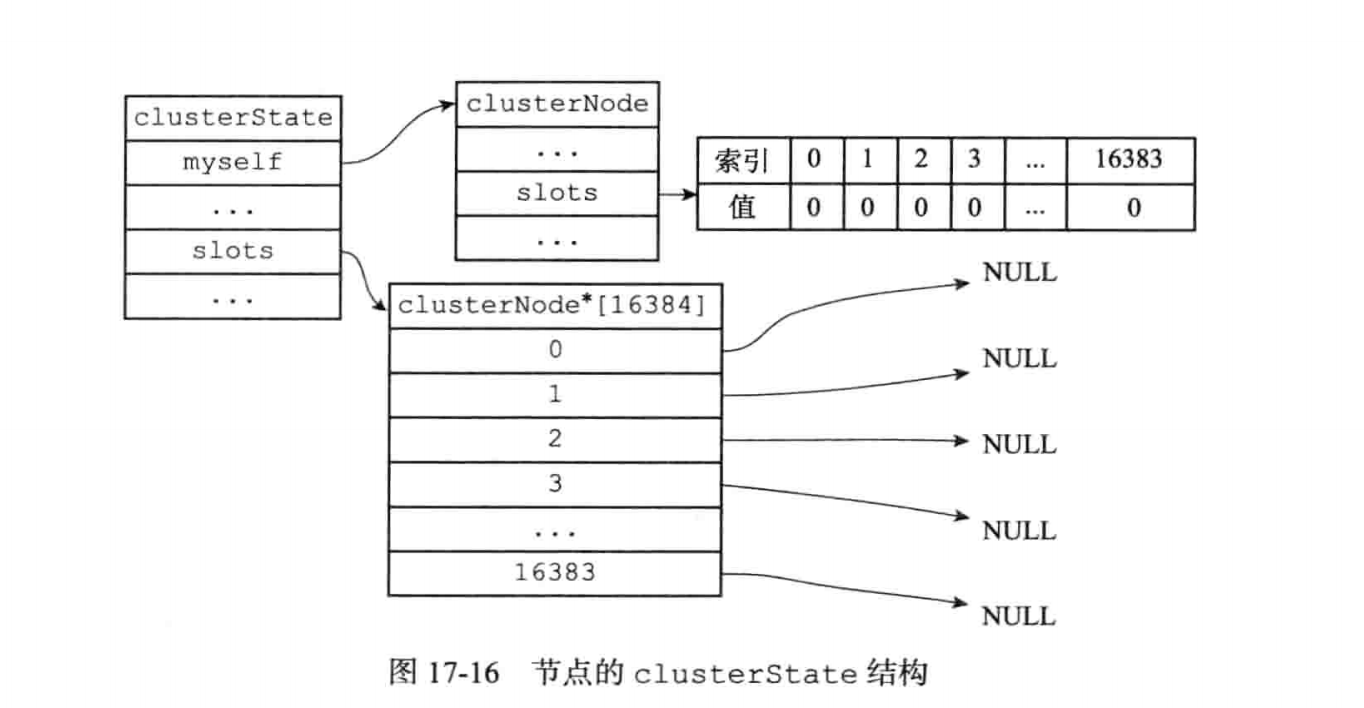 clusterState
myself
...
slots
...
clusterNode
...
slots
...
索引 0 1 2 3 ... 16383
值 0 0 0 0 ... 0
clusterNode*[16384]
0
1
2
3
...
16383
NULL
NULL
NULL
NULL
NULL
图 17-16 节点的 clusterState 结构